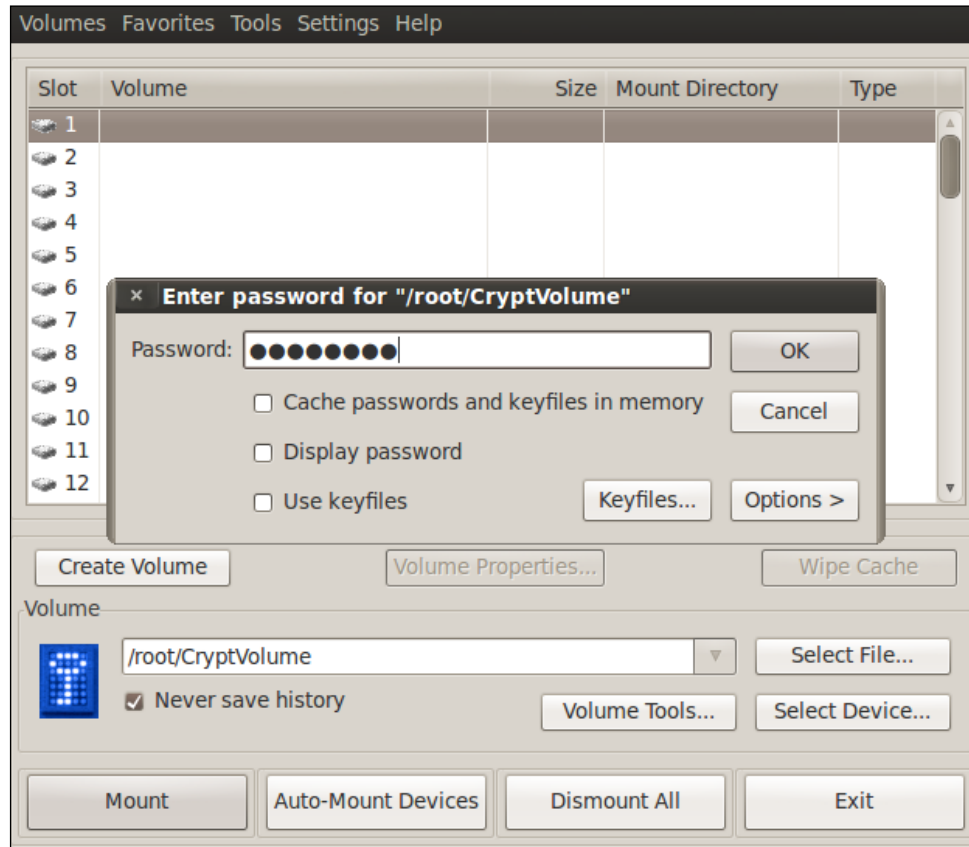 Volumes Favorites Tools Settings Help
Slot Volume Size Mount Directory Type
1
2
3
4
5
6
7
8
9
10
11
12
Enter password for "/root/CryptVolume"
Password: ●●●●●●●● OK
Cache passwords and keyfiles in memory
Cancel
Display password
Use keyfiles Keyfiles... Options >
Create Volume Volume Properties... Wipe Cache
Volume
/root/CryptVolume Select File...
Never save history
Volume Tools... Select Device...
Mount Auto-Mount Devices Dismount All Exit